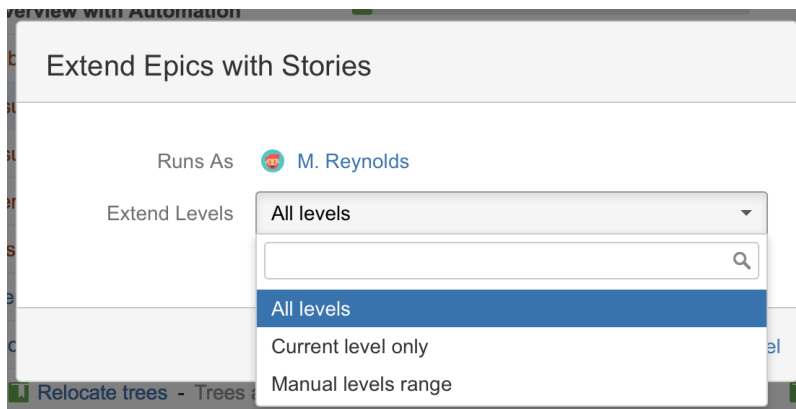 Overview with Automation
Extend Epics with Stories
Runs As M. Reynolds
Extend Levels All levels
All levels
Current level only
Manual levels range
Relocate trees - Trees